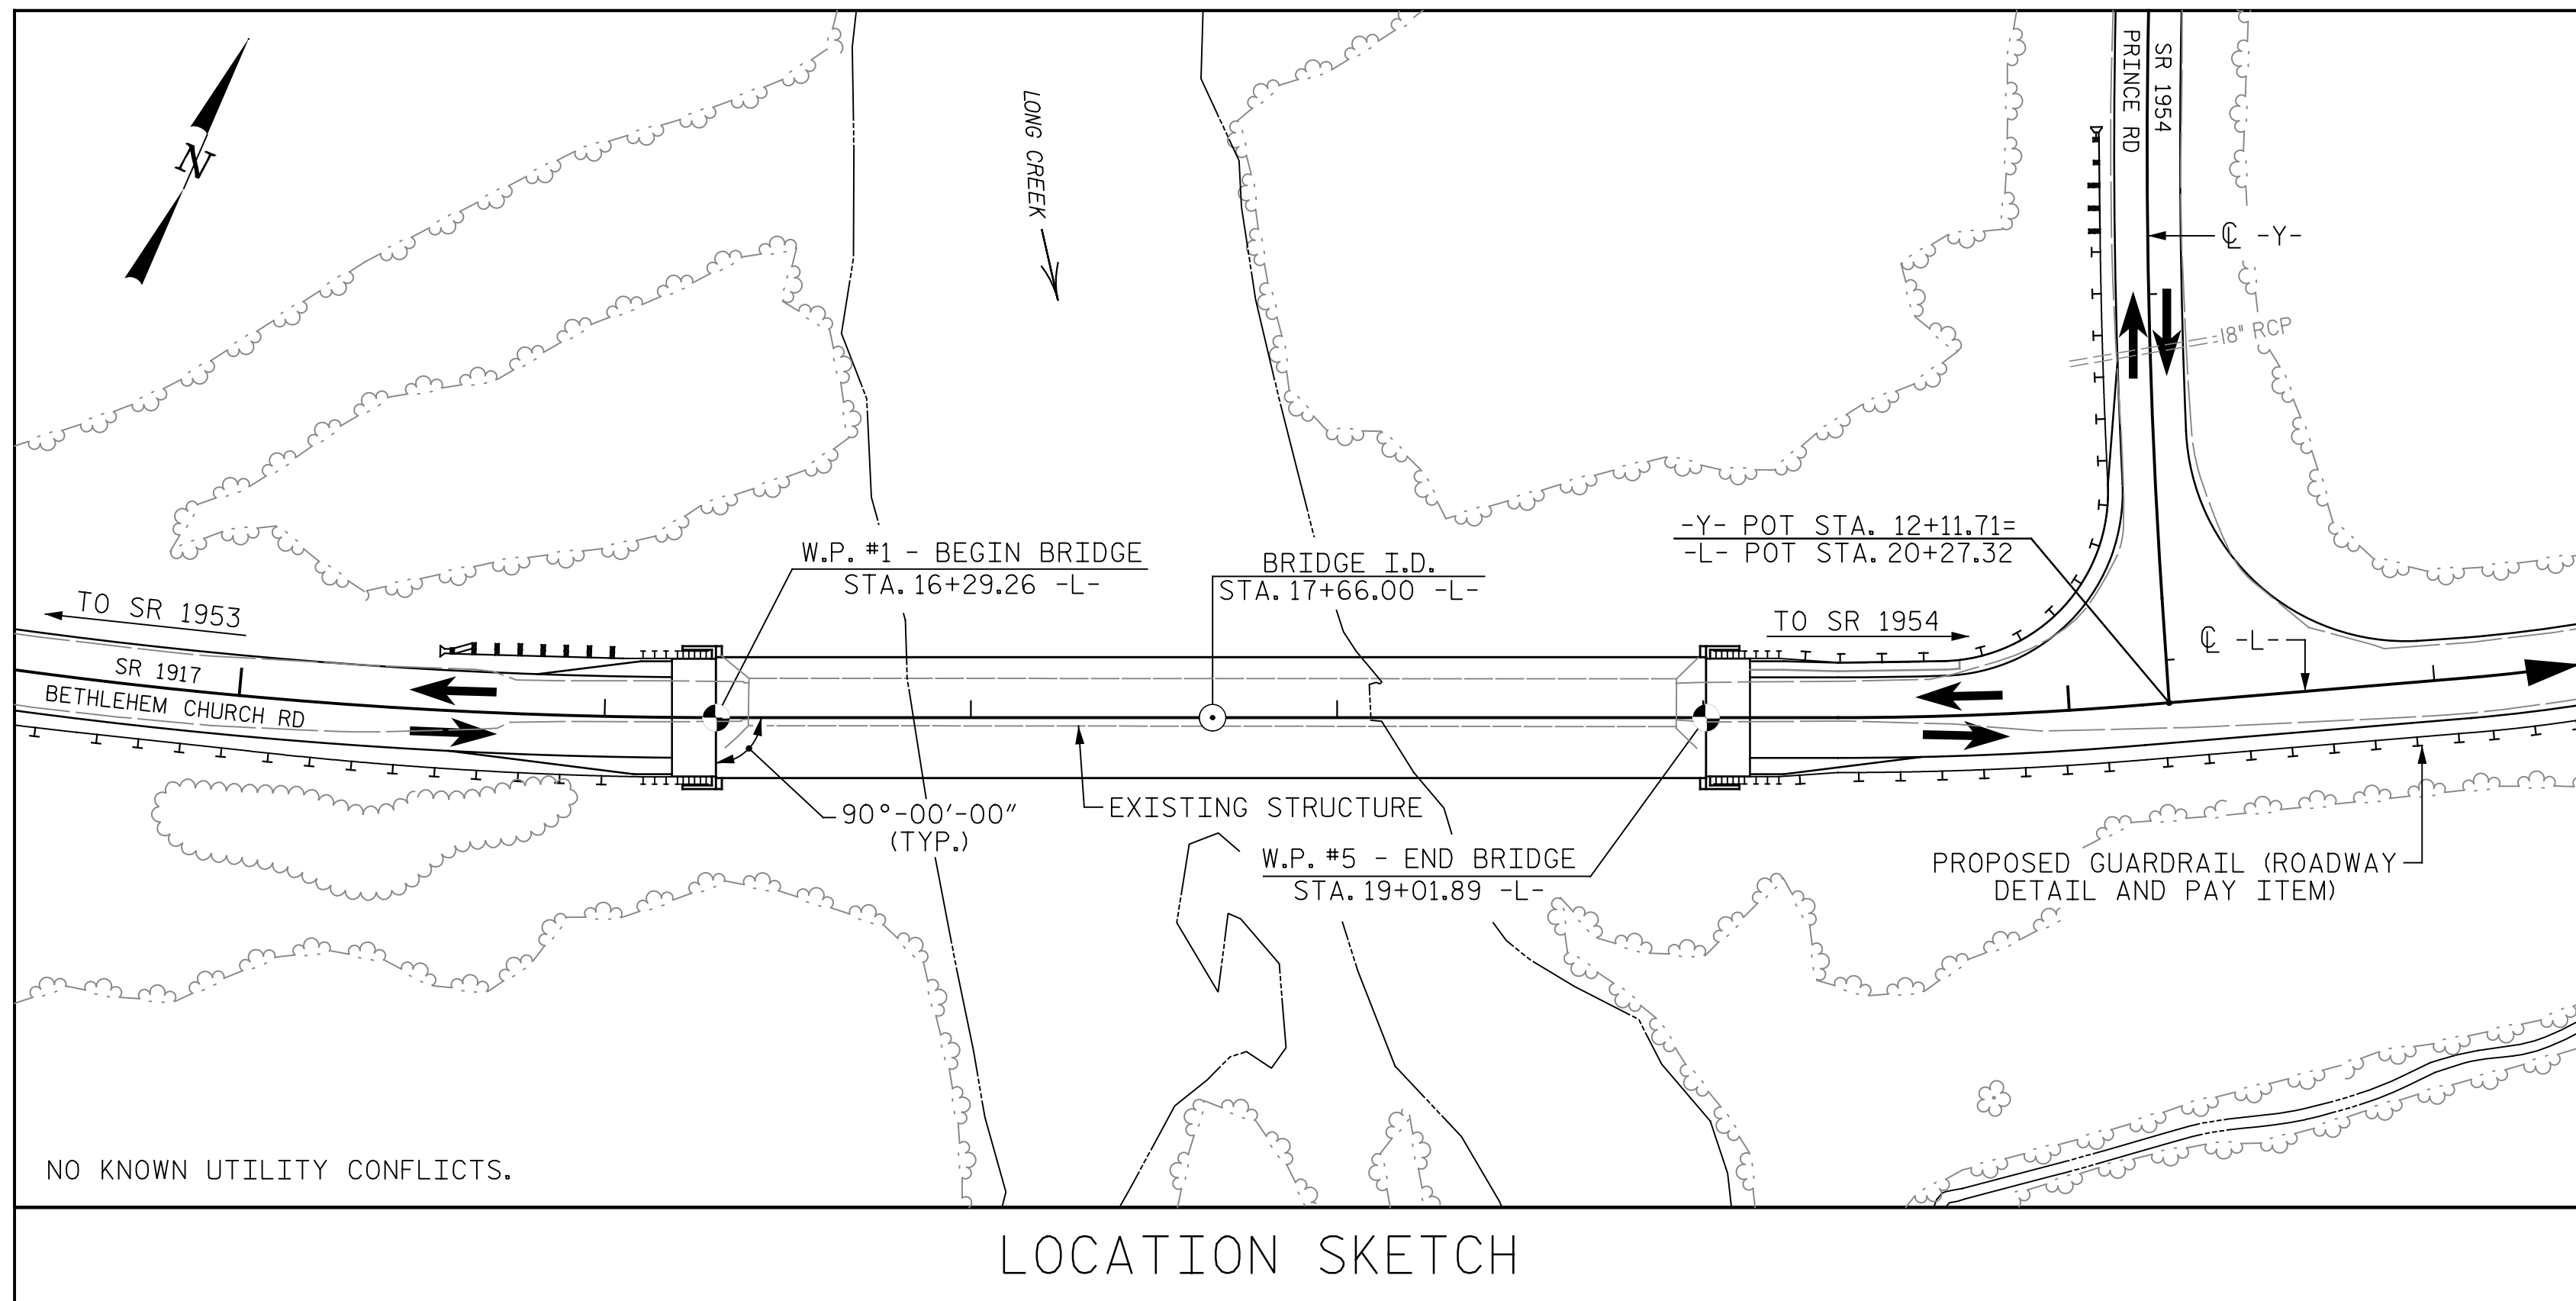 N
LONG CREEK
SR 1954
PRINCE RD
℄ -Y-
18" RCP
-Y- POT STA. 12+11.71=
-L- POT STA. 20+27.32
W.P. #1 - BEGIN BRIDGE
STA. 16+29.26 -L-
BRIDGE I.D.
STA. 17+66.00 -L-
TO SR 1953
TO SR 1954
℄ -L-
SR 1917
BETHLEHEM CHURCH RD
90°-00'-00"
(TYP.)
EXISTING STRUCTURE
W.P. #5 - END BRIDGE
STA. 19+01.89 -L-
PROPOSED GUARDRAIL (ROADWAY
DETAIL AND PAY ITEM)
NO KNOWN UTILITY CONFLICTS.
LOCATION SKETCH